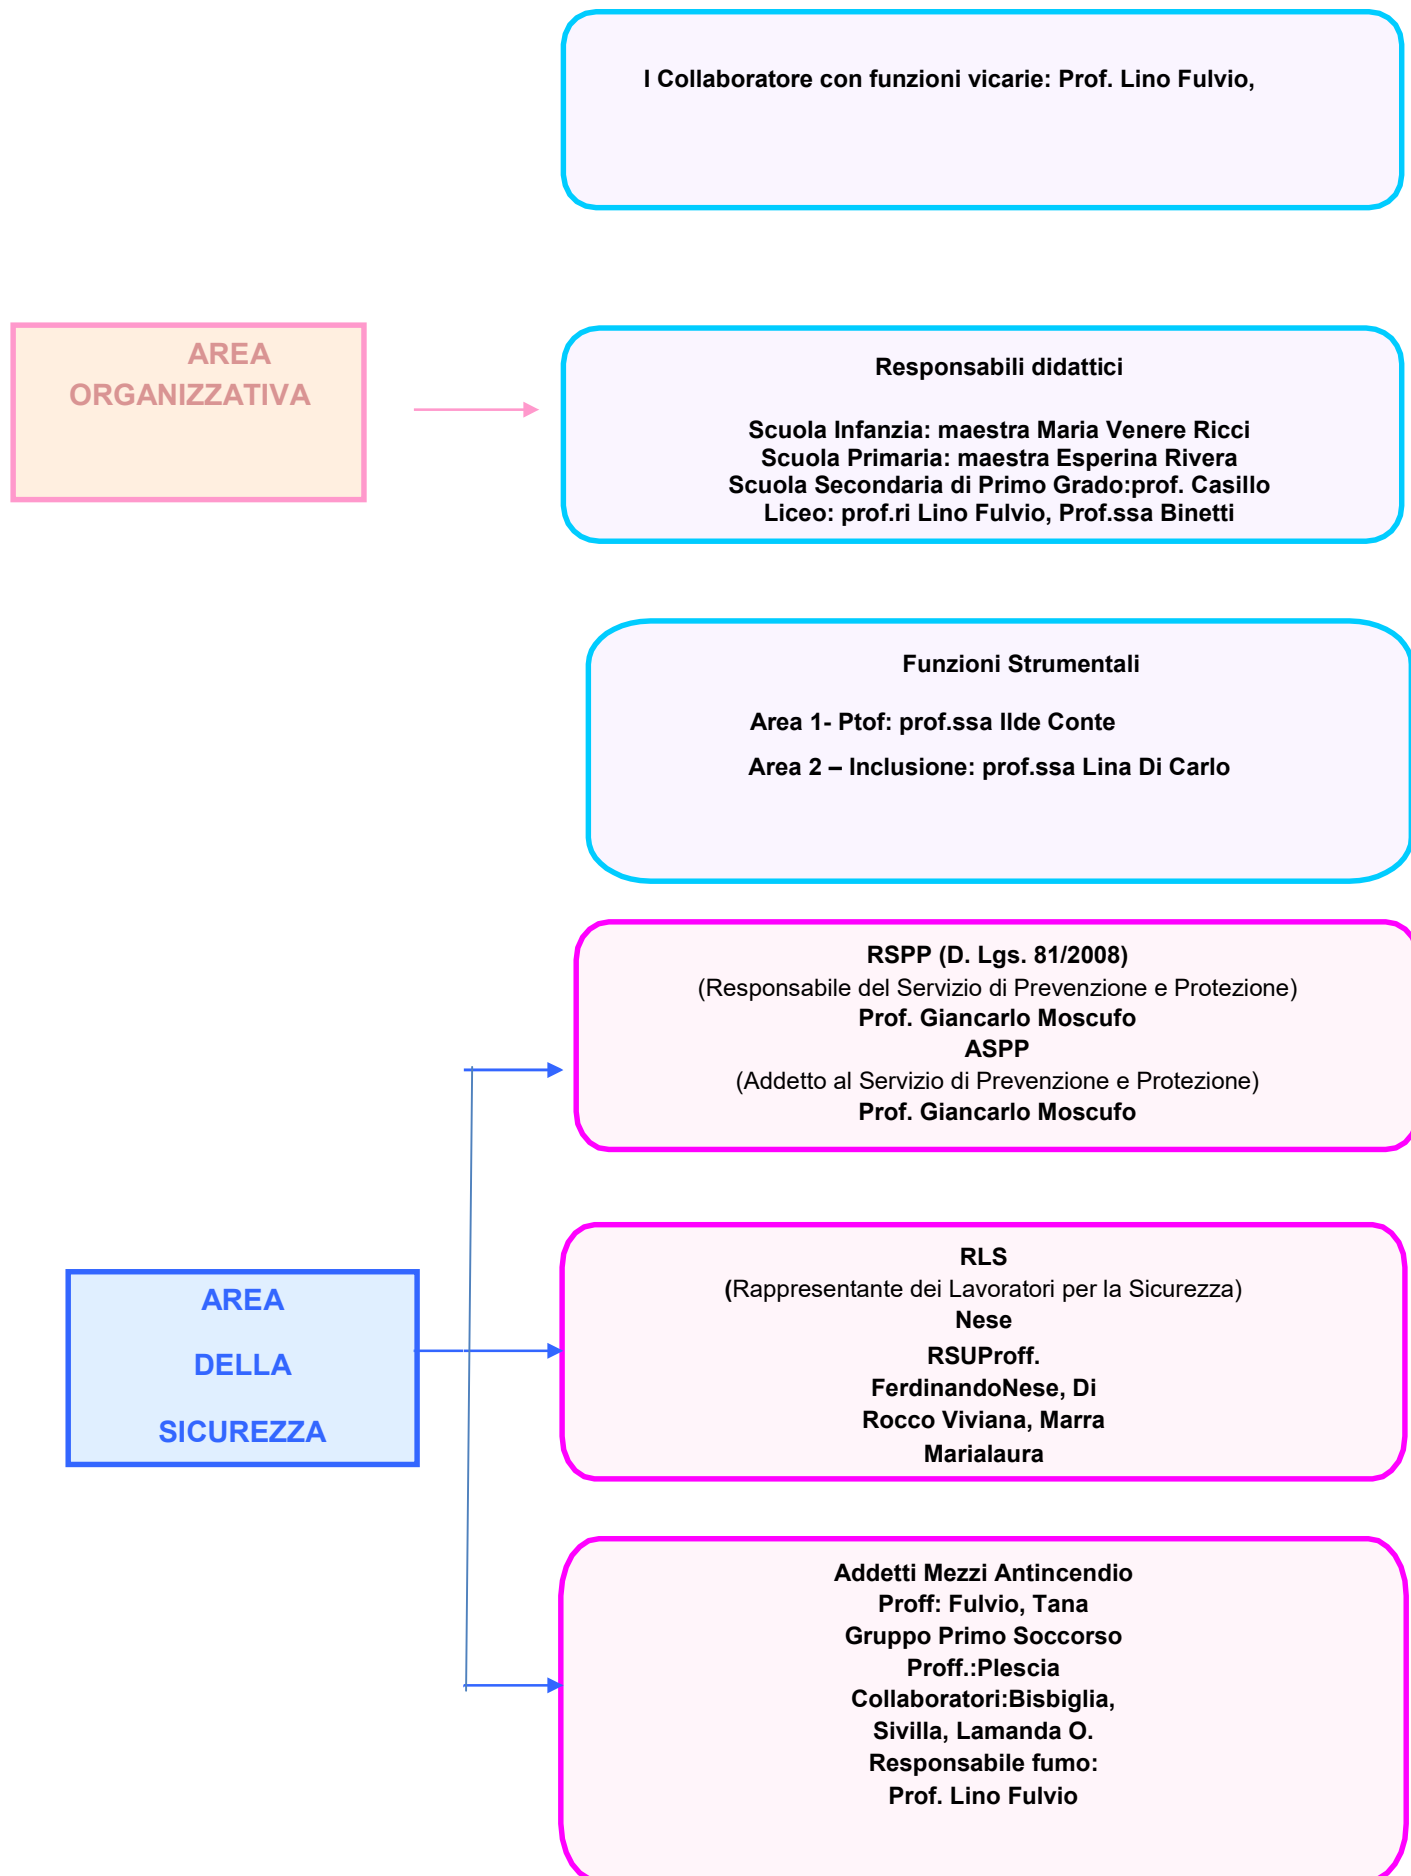 I Collaboratore con funzioni vicarie: Prof. Lino Fulvio,
AREA
ORGANIZZATIVA
Responsabili didattici
Scuola Infanzia: maestra Maria Venere Ricci
Scuola Primaria: maestra Esperina Rivera
Scuola Secondaria di Primo Grado:prof. Casillo
Liceo: prof.ri Lino Fulvio, Prof.ssa Binetti
Funzioni Strumentali
Area 1- Ptof: prof.ssa Ilde Conte
Area 2 – Inclusione: prof.ssa Lina Di Carlo
RSPP (D. Lgs. 81/2008)
(Responsabile del Servizio di Prevenzione e Protezione)
Prof. Giancarlo Moscufo
ASPP
(Addetto al Servizio di Prevenzione e Protezione)
Prof. Giancarlo Moscufo
AREA
DELLA
SICUREZZA
RLS
(Rappresentante dei Lavoratori per la Sicurezza)
Nese
RSUProff.
FerdinandoNese, Di
Rocco Viviana, Marra
Marialaura
Addetti Mezzi Antincendio
Proff: Fulvio, Tana
Gruppo Primo Soccorso
Proff.:Plescia
Collaboratori:Bisbiglia,
Sivilla, Lamanda O.
Responsabile fumo:
Prof. Lino Fulvio